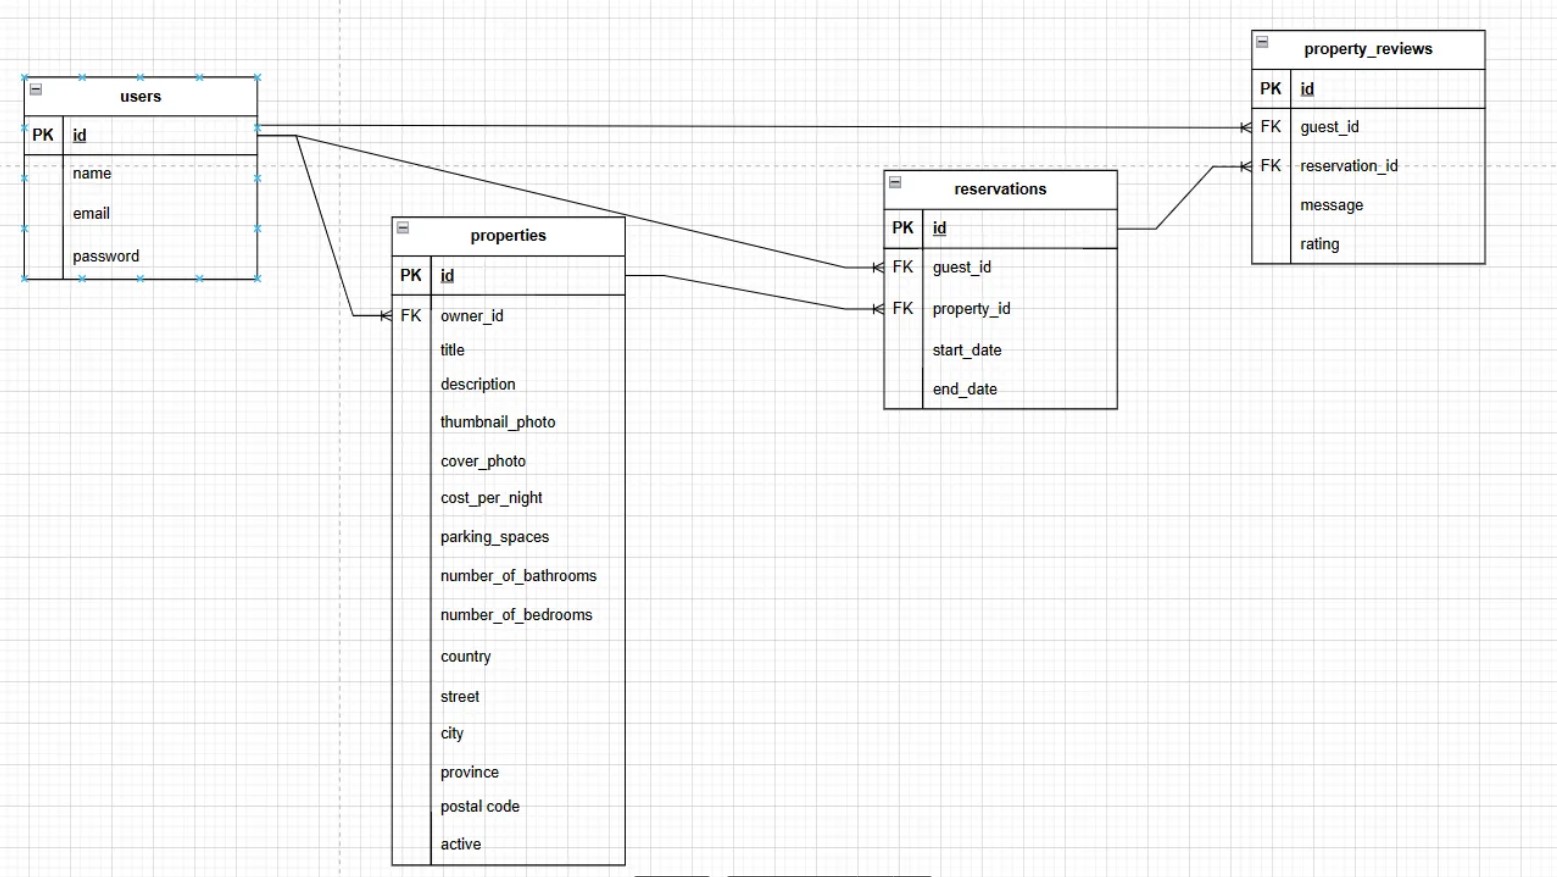 users
PK id
name
email
password
properties
PK id
FK owner_id
title
description
thumbnail_photo
cover_photo
cost_per_night
parking_spaces
number_of_bathrooms
number_of_bedrooms
country
street
city
province
postal code
active
reservations
PK id
FK guest_id
FK property_id
start_date
end_date
property_reviews
PK id
FK guest_id
FK reservation_id
message
rating